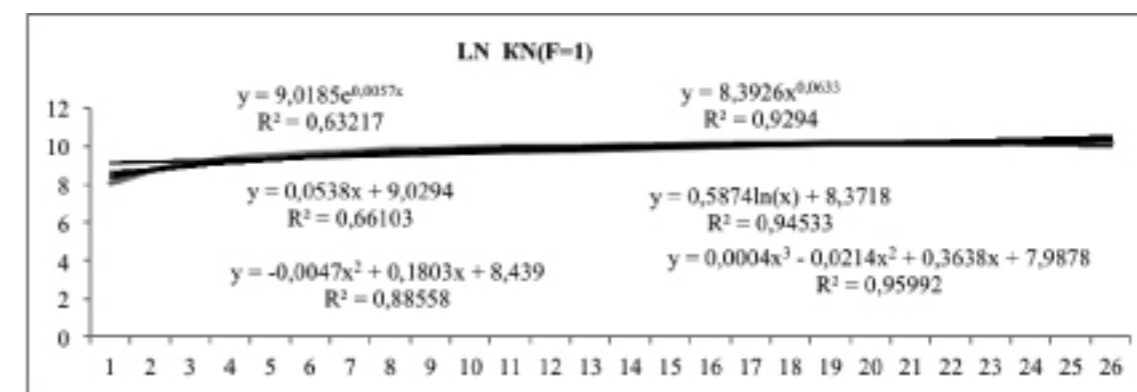 LN KN(F=1)
y = 9,0185e^0,0057x
R² = 0,63217
y = 8,3926x^0,0633
R² = 0,9294
y = 0,0538x + 9,0294
R² = 0,66103
y = 0,5874ln(x) + 8,3718
R² = 0,94533
y = -0,0047x² + 0,1803x + 8,439
R² = 0,88558
y = 0,0004x³ - 0,0214x² + 0,3638x + 7,9878
R² = 0,95992
12
10
8
6
4
2
0
1 2 3 4 5 6 7 8 9 10 11 12 13 14 15 16 17 18 19 20 21 22 23 24 25 26